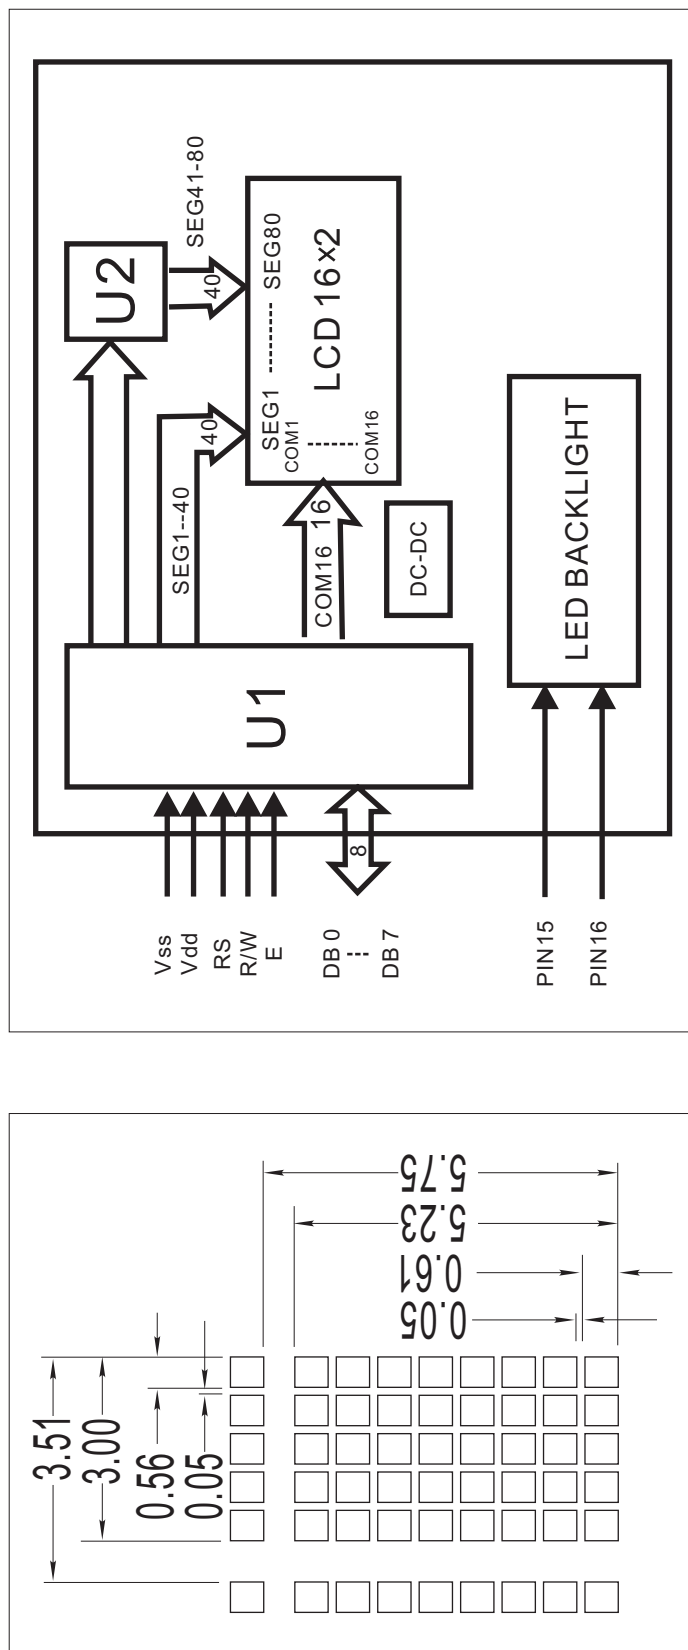 Vss
Vdd
RS
R/W
E
DB 0
DB 7
8
PIN15
PIN16
U1
U2
SEG1--40
40
SEG41-80
40
COM16 16
SEG1 --------- SEG80
COM1
COM16
LCD 16×2
DC-DC
LED BACKLIGHT
3.51
3.00
0.56
0.05
5.75
5.23
0.61
0.05